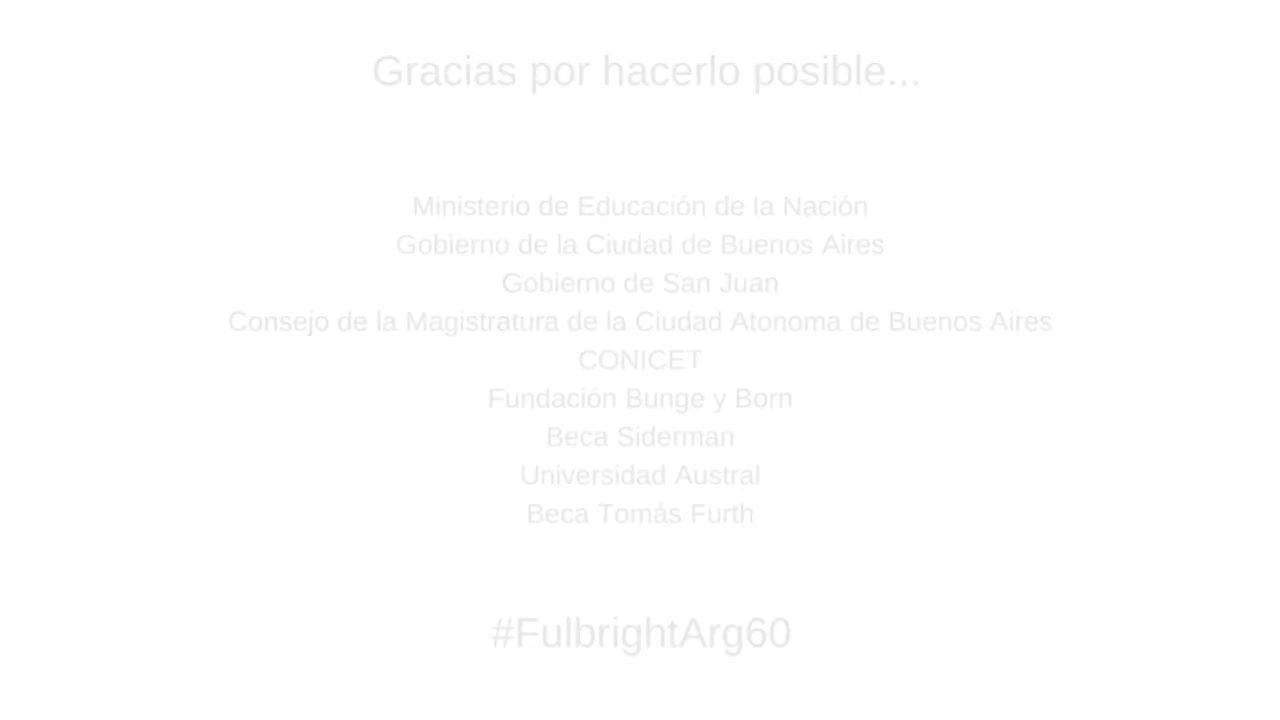 Gracias por hacerlo posible...
Ministerio de Educación de la Nación
Gobierno de la Ciudad de Buenos Aires
Gobierno de San Juan
Consejo de la Magistratura de la Ciudad Atonoma de Buenos Aires
CONICET
Fundación Bunge y Born
Beca Siderman
Universidad Austral
Beca Tomás Furth
#FulbrightArg60